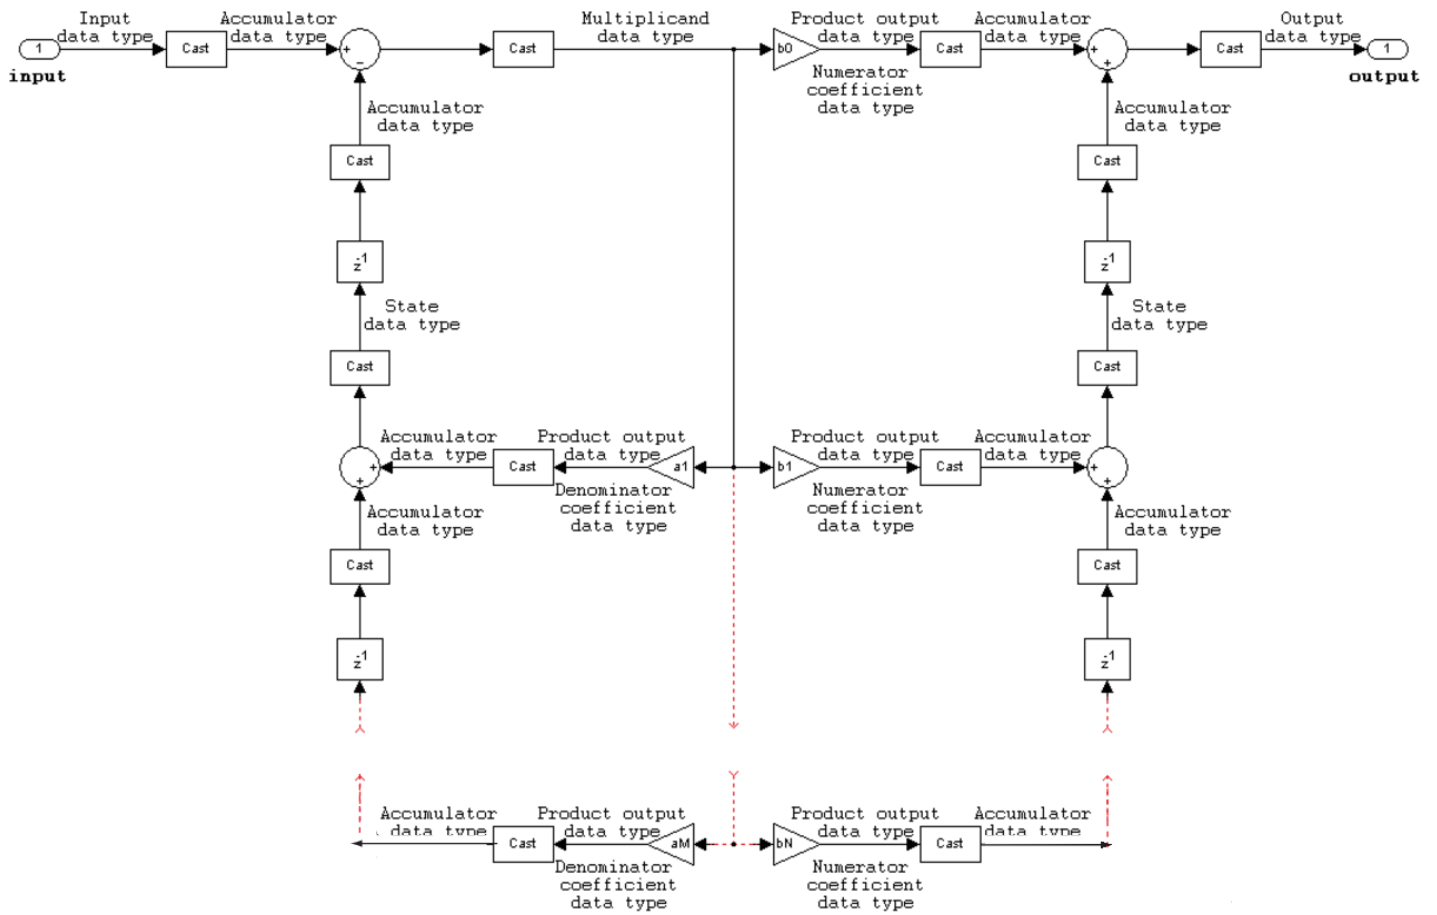 Input
data type
Accumulator
data type
Multiplicand
data type
Product output
data type
Accumulator
data type
Output
data type
1
Cast
+
−
Cast
b0
Cast
+
+
Cast
1
input
output
Numerator
coefficient
data type
Accumulator
data type
Accumulator
data type
Cast
Cast
z-1
z-1
State
data type
State
data type
Cast
Cast
Accumulator
data type
Product output
data type
Product output
data type
Accumulator
data type
+
+
Cast
a1
b1
Cast
+
+
Denominator
coefficient
data type
Numerator
coefficient
data type
Accumulator
data type
Accumulator
data type
Cast
Cast
z-1
z-1
Accumulator
data type
Product output
data type
Product output
data type
Accumulator
data type
Cast
aM
bN
Cast
Denominator
coefficient
data type
Numerator
coefficient
data type